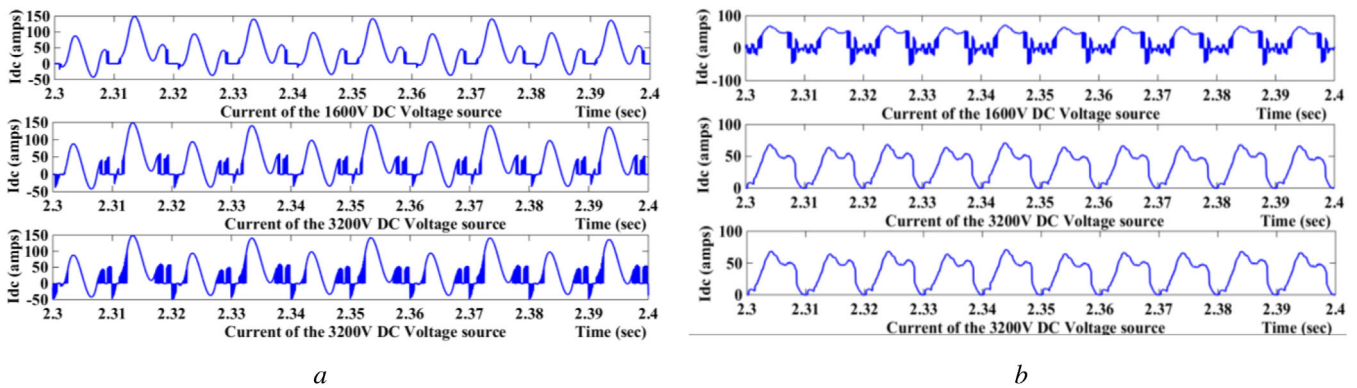 Idc (amps)
150
100
50
0
-50
2.3 2.31 2.32 2.33 2.34 2.35 2.36 2.37 2.38 2.39 2.4
Current of the 1600V DC Voltage source Time (sec)
Idc (amps)
150
100
50
0
-50
2.3 2.31 2.32 2.33 2.34 2.35 2.36 2.37 2.38 2.39 2.4
Current of the 3200V DC Voltage source Time (sec)
Idc (amps)
150
100
50
0
-50
2.3 2.31 2.32 2.33 2.34 2.35 2.36 2.37 2.38 2.39 2.4
Current of the 3200V DC Voltage source Time (sec)
a
Idc (amps)
100
0
-100
2.3 2.31 2.32 2.33 2.34 2.35 2.36 2.37 2.38 2.39 2.4
Current of the 1600V DC Voltage source Time (sec)
Idc (amps)
100
50
0
2.3 2.31 2.32 2.33 2.34 2.35 2.36 2.37 2.38 2.39 2.4
Current of the 3200V DC Voltage source Time (sec)
Idc (amps)
100
50
0
2.3 2.31 2.32 2.33 2.34 2.35 2.36 2.37 2.38 2.39 2.4
Current of the 3200V DC Voltage source Time (sec)
b